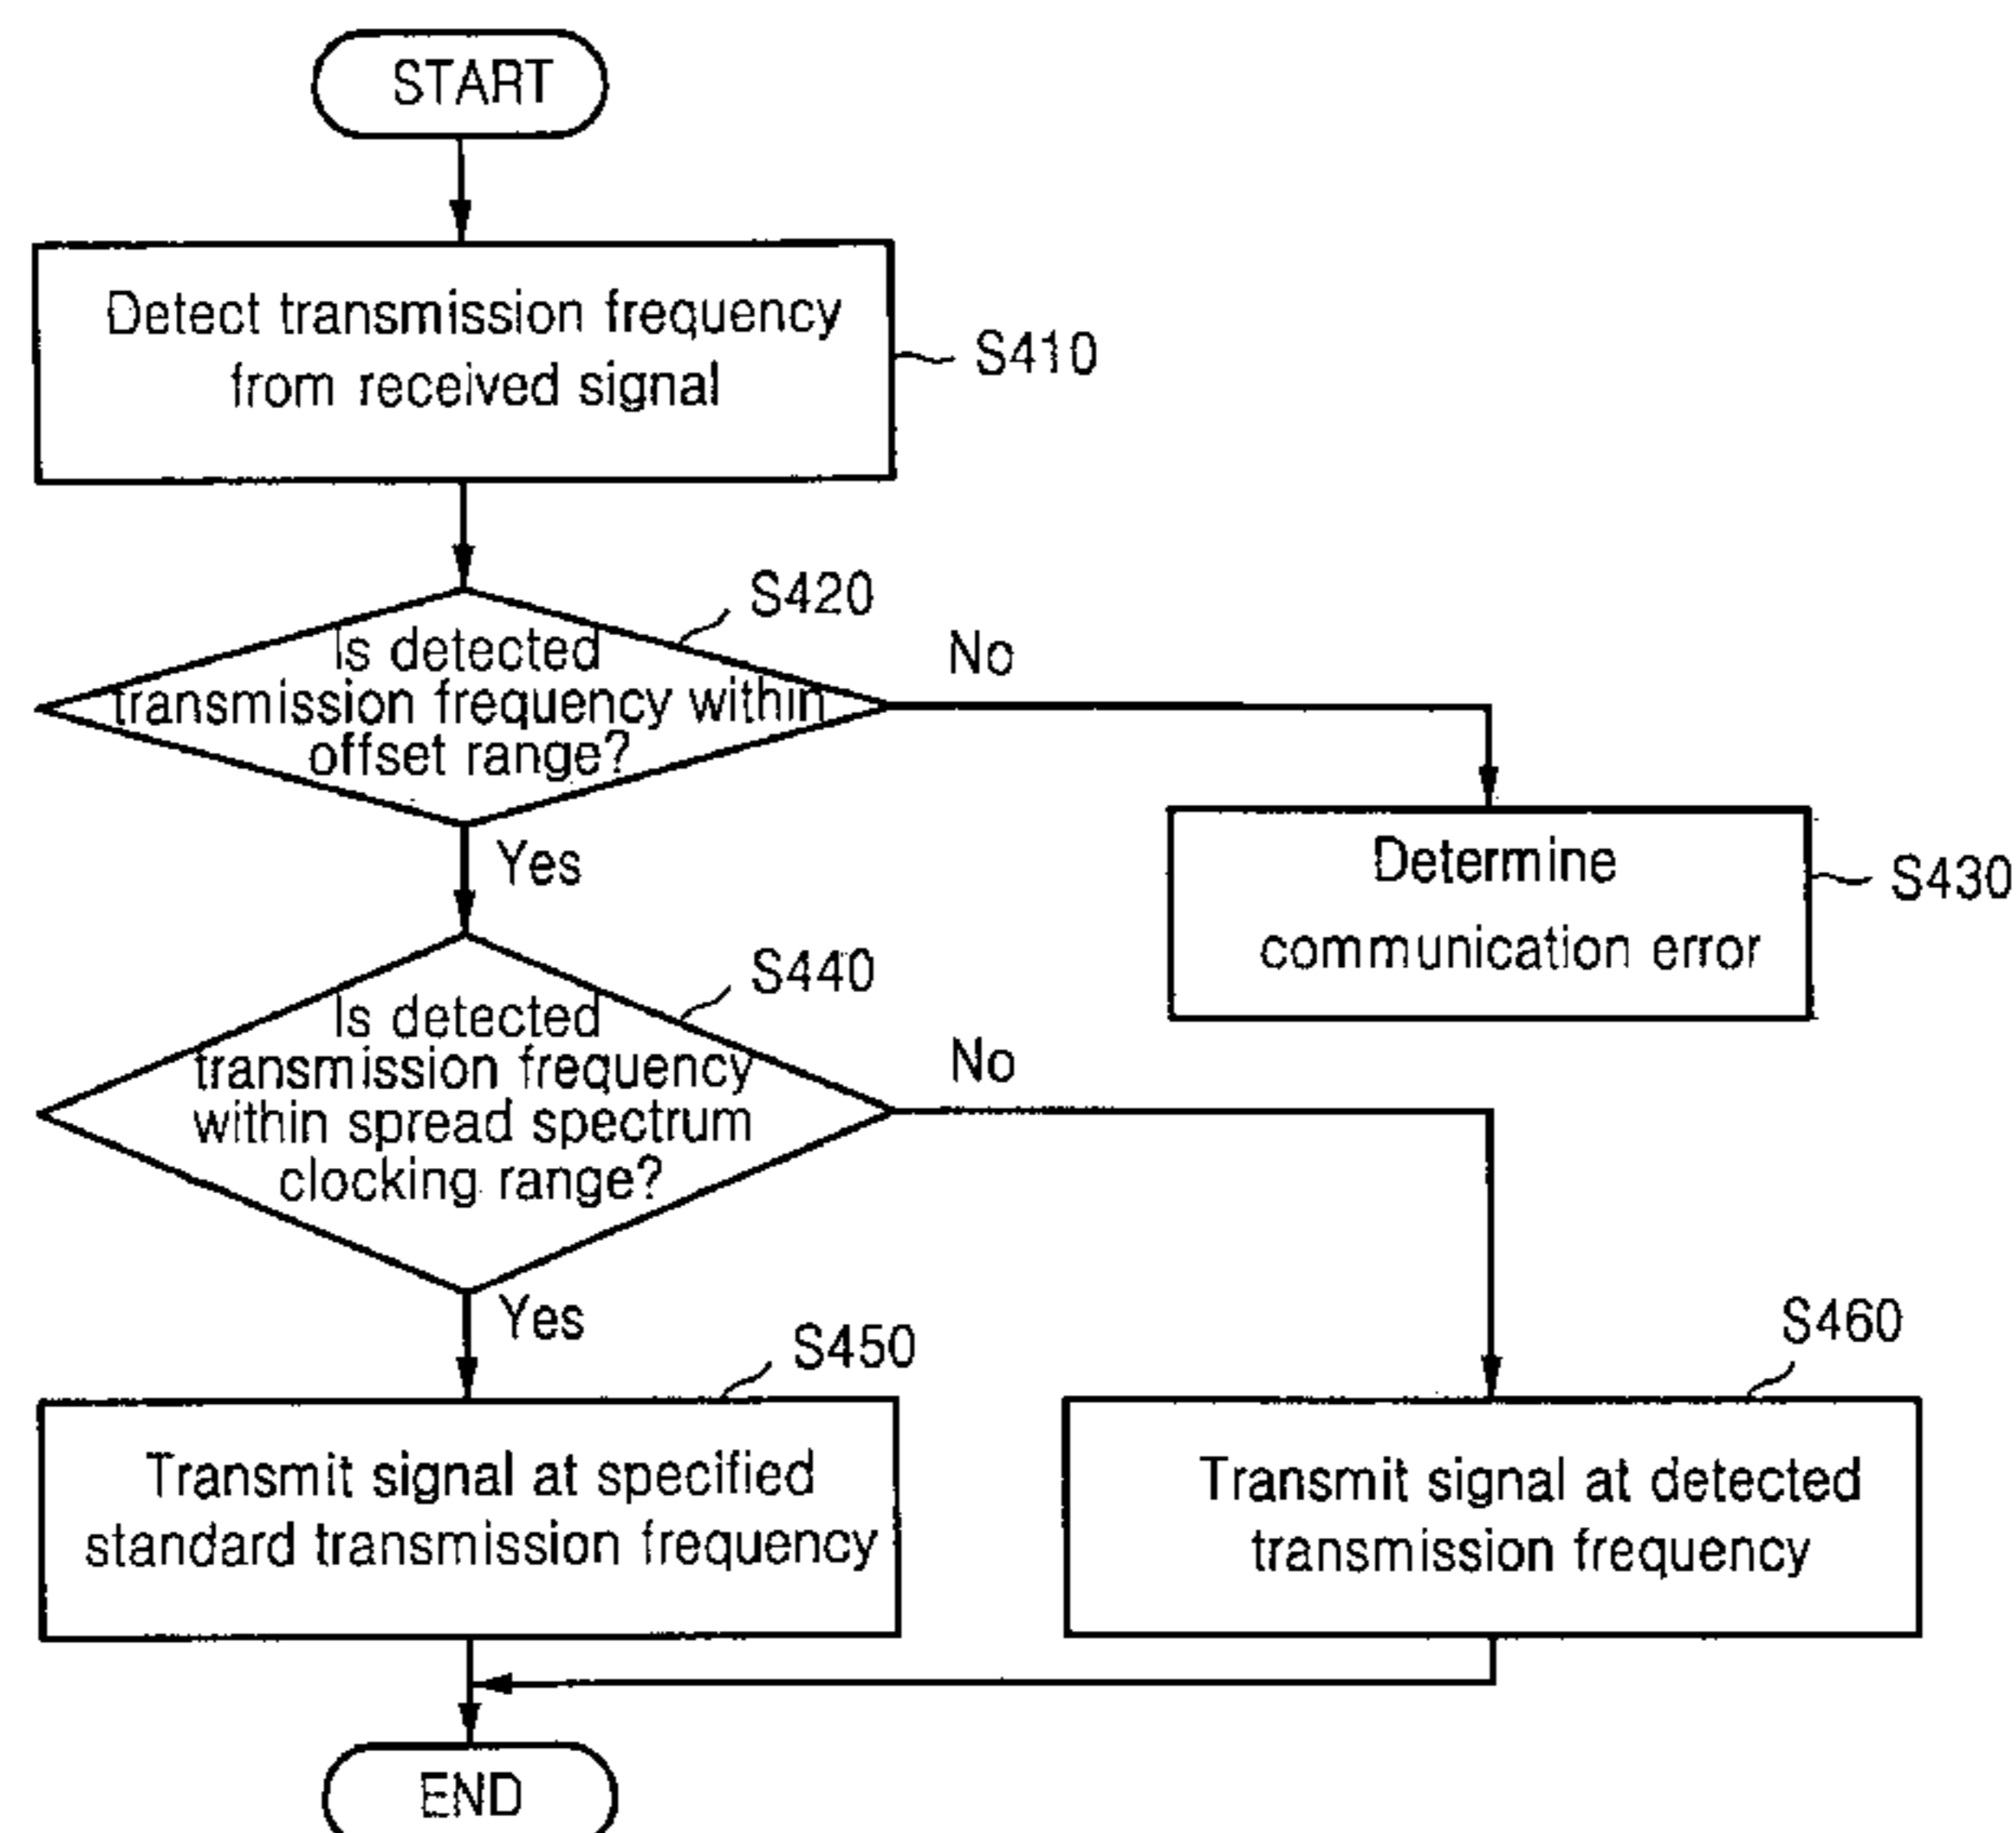 START
Detect transmission frequency
from received signal
S410
S420
Is detected
transmission frequency within
offset range?
No
Yes
Determine
communication error
S430
S440
Is detected
transmission frequency
within spread spectrum
clocking range?
No
Yes
S450
Transmit signal at specified
standard transmission frequency
S460
Transmit signal at detected
transmission frequency
END